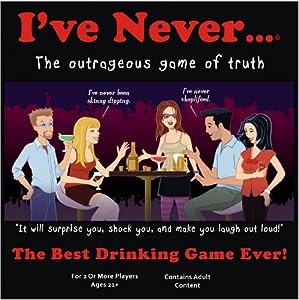 I've Never...®
The outrageous game of truth
I've never been
skinny dipping.
I've never
shoplifted.
"It will surprise you, shock you, and make you laugh out loud!"
The Best Drinking Game Ever!
For 2 Or More Players
Ages 21+
Contains Adult
Content